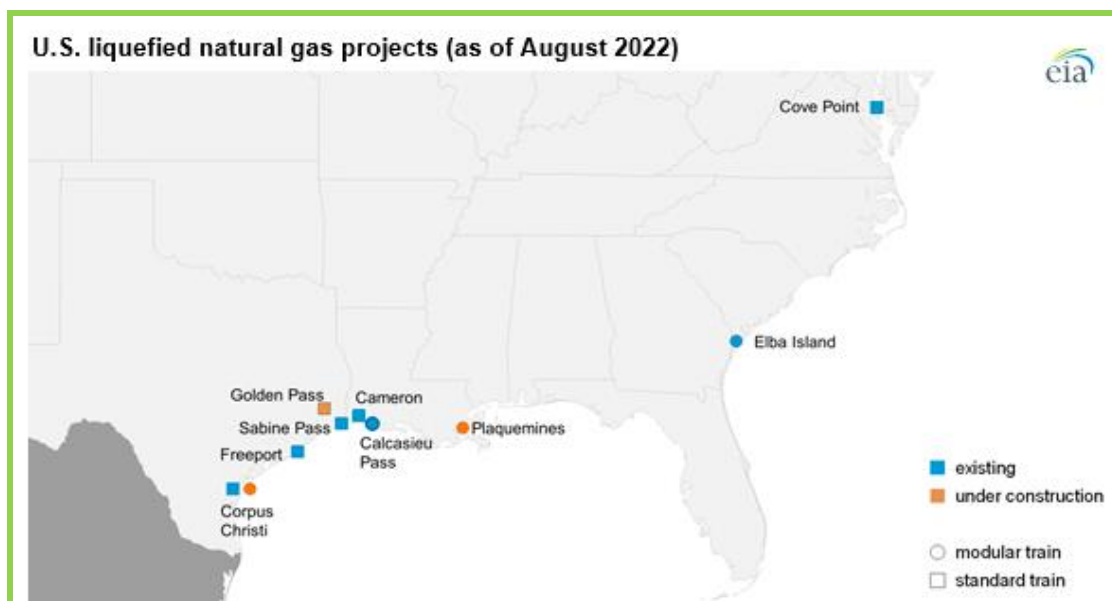 U.S. liquefied natural gas projects (as of August 2022)
eia
Cove Point
Elba Island
Golden Pass
Cameron
Sabine Pass
Plaquemines
Calcasieu
Pass
Freeport
Corpus
Christi
existing
under construction
modular train
standard train